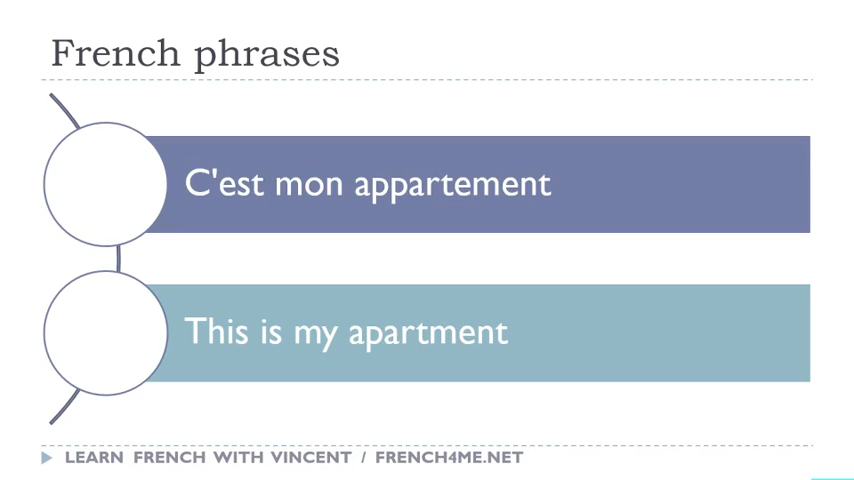 French phrases
C'est mon appartement
This is my apartment
LEARN FRENCH WITH VINCENT / FRENCH4ME.NET